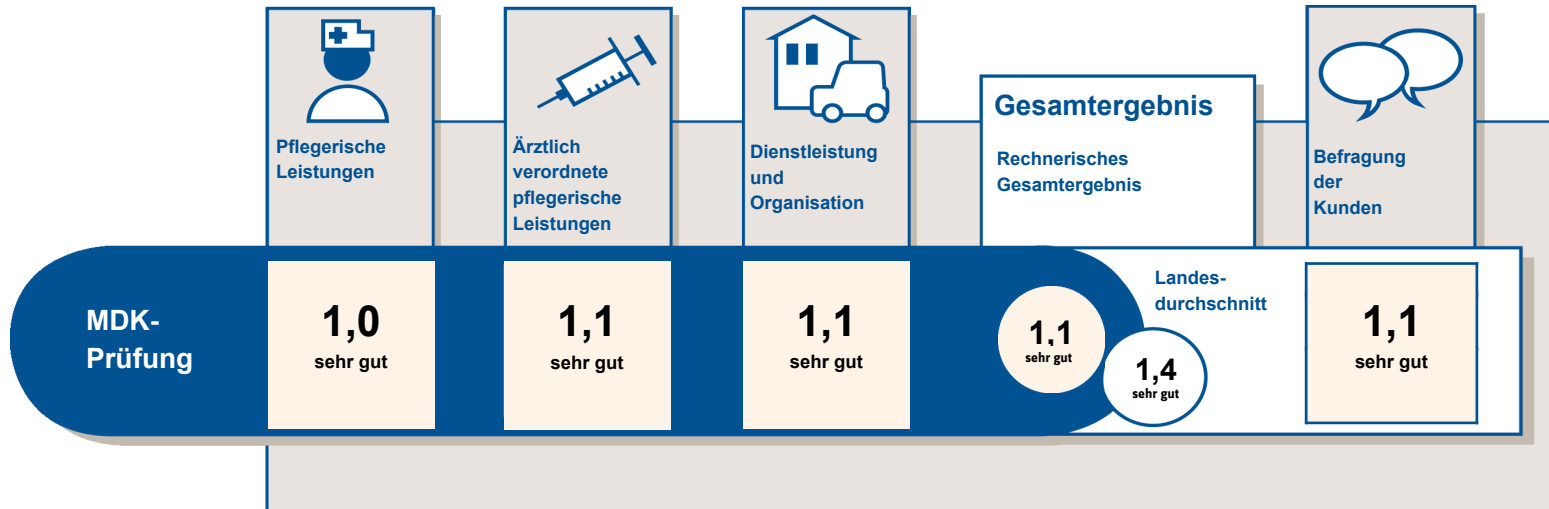 Pflegerische
Leistungen
Ärztlich
verordnete
pflegerische
Leistungen
Dienstleistung
und
Organisation
Gesamtergebnis
Rechnerisches
Gesamtergebnis
Befragung
der
Kunden
MDK-
Prüfung
1,0
sehr gut
1,1
sehr gut
1,1
sehr gut
1,1
sehr gut
Landes-
durchschnitt
1,4
sehr gut
1,1
sehr gut